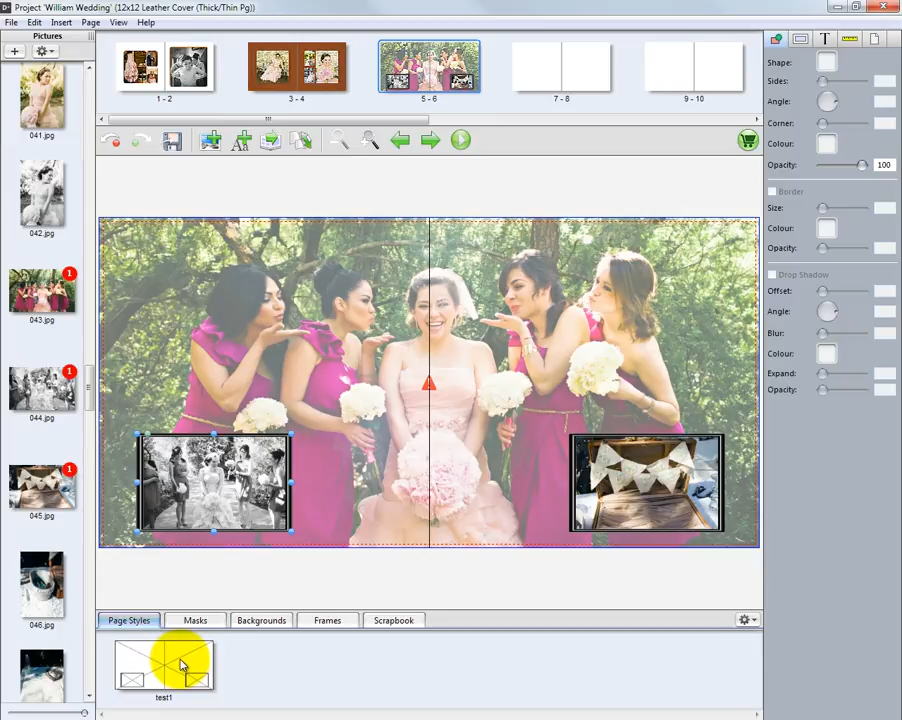 Project 'William Wedding' (12x12 Leather Cover (Thick/Thin Pg))
File Edit Insert Page View Help
Pictures
041.jpg
042.jpg
1
043.jpg
1
044.jpg
1
045.jpg
046.jpg
1 - 2
3 - 4
5 - 6
7 - 8
9 - 10
Shape:
Sides:
Angle:
Corner:
Colour:
Opacity: 100
Border
Size:
Colour:
Opacity:
Drop Shadow
Offset:
Angle:
Blur:
Colour:
Expand:
Opacity:
Page Styles Masks Backgrounds Frames Scrapbook
test1